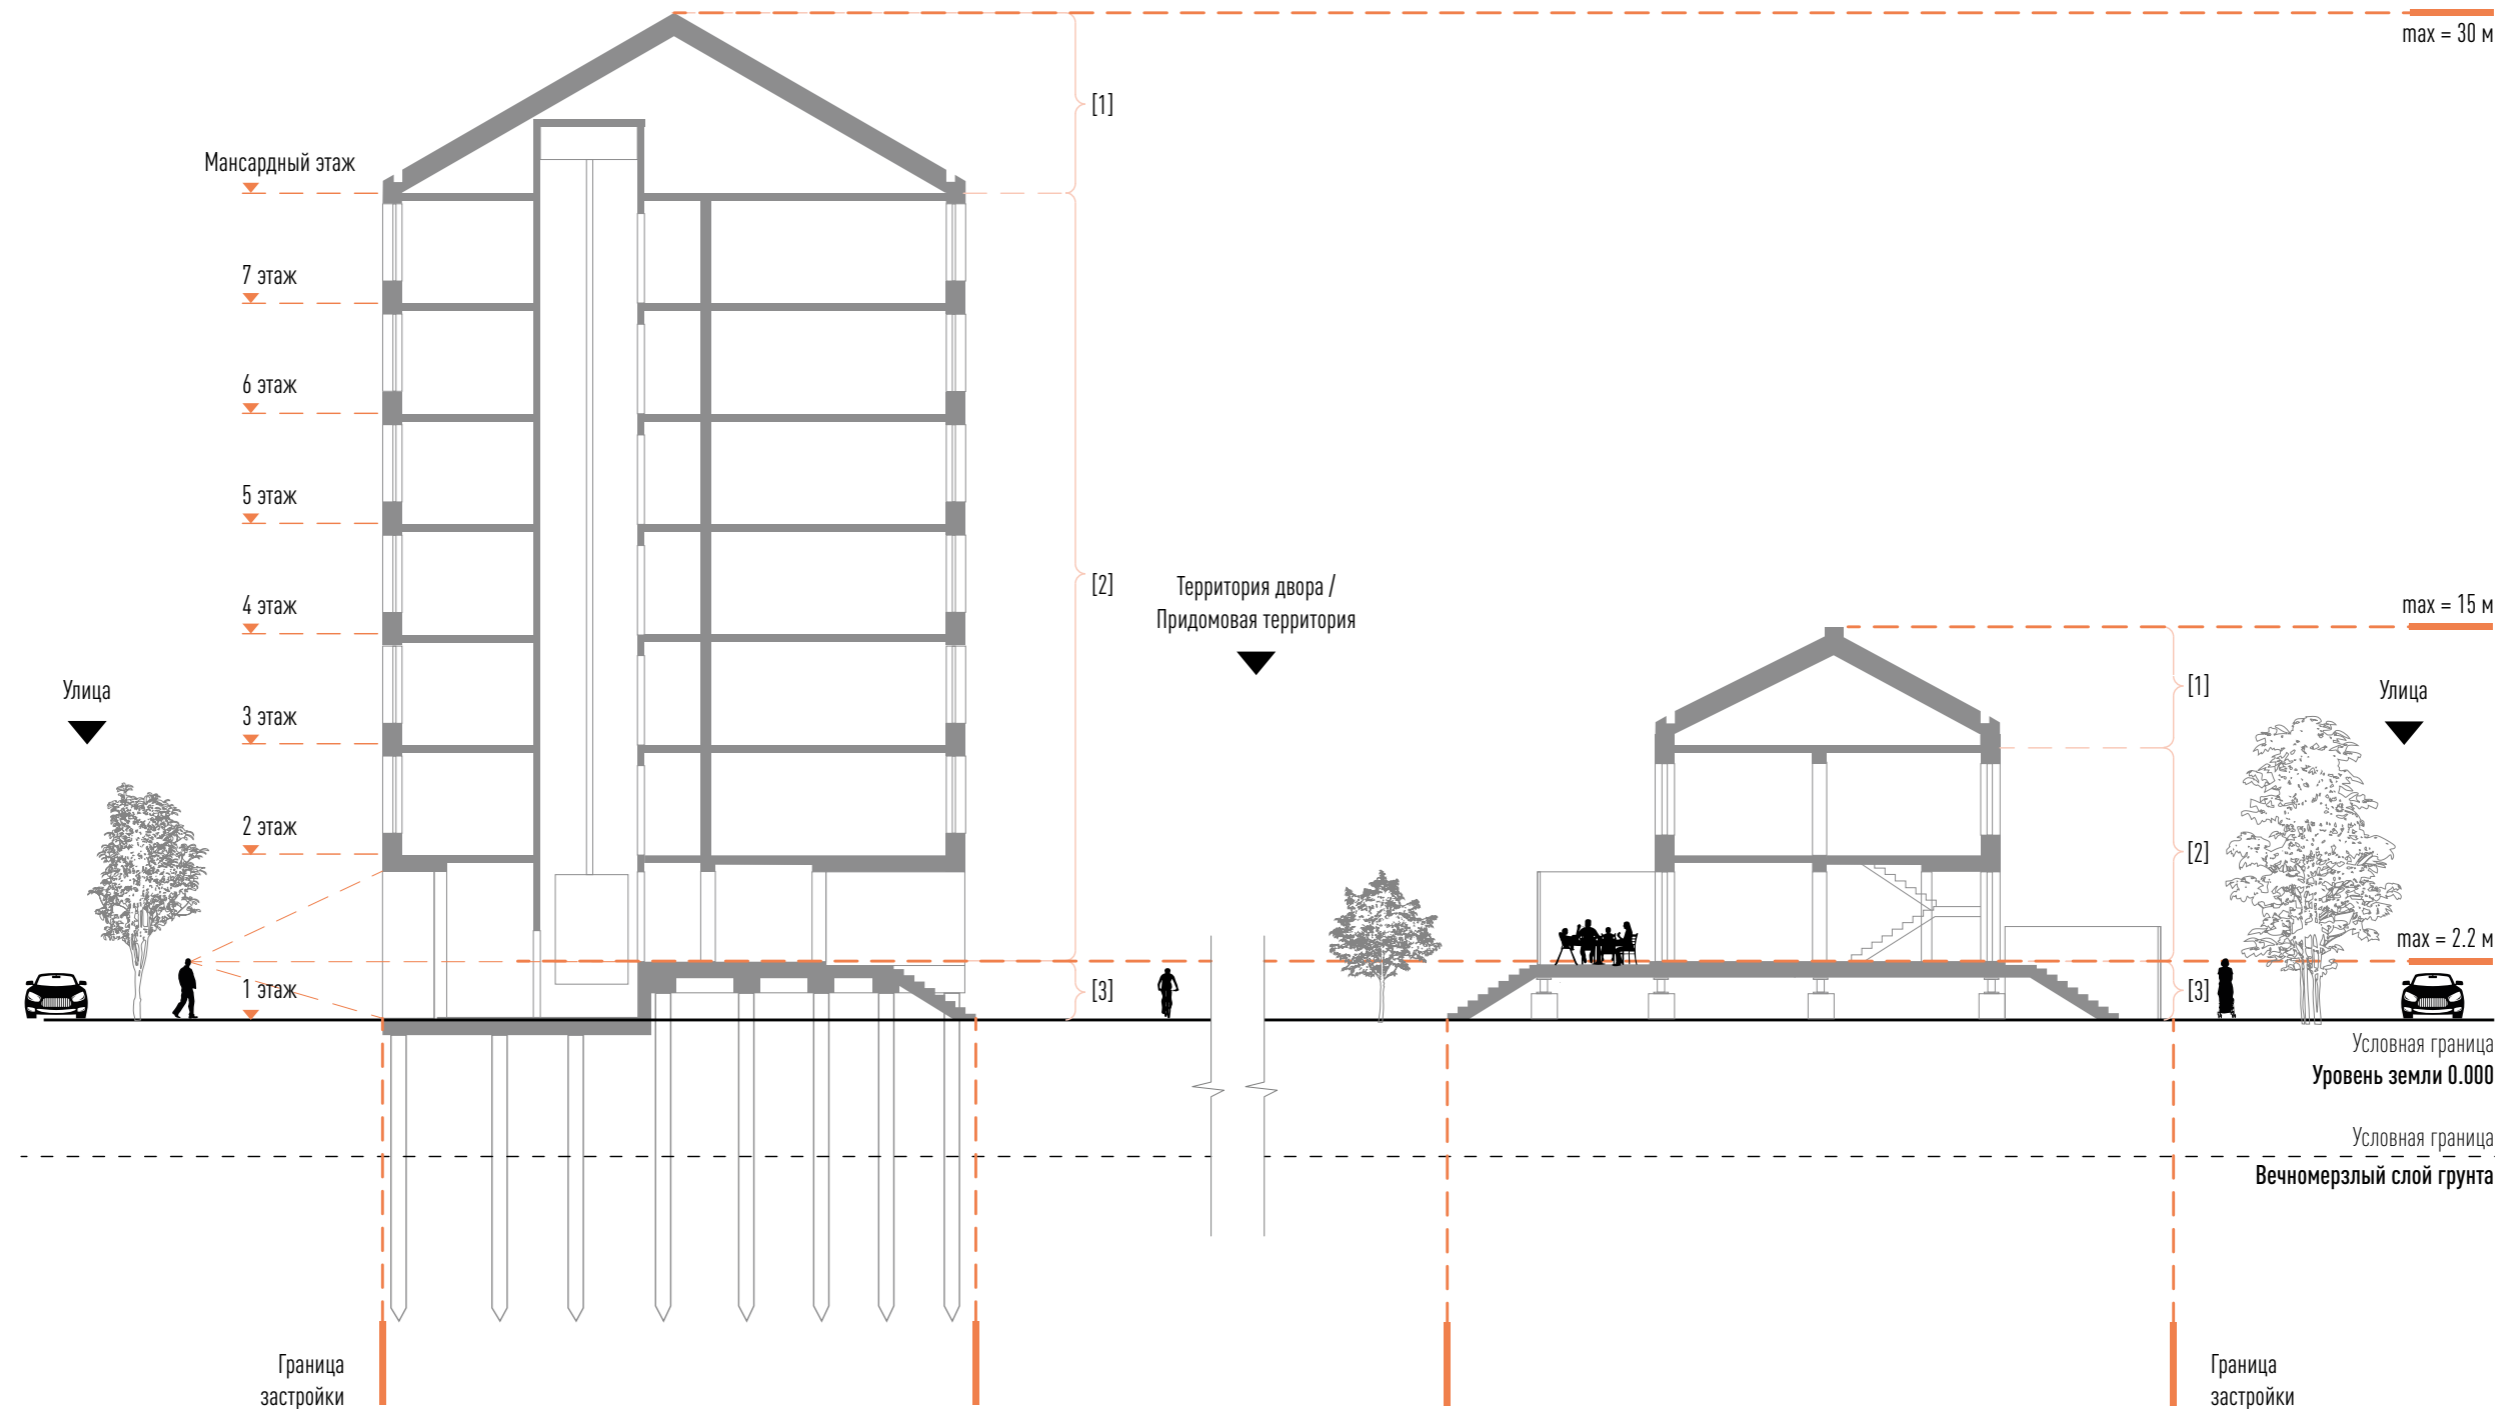 max = 30 м
[1]
Мансардный этаж
7 этаж
6 этаж
5 этаж
4 этаж
3 этаж
2 этаж
1 этаж
[2]
[3]
Улица
Территория двора /
Придомовая территория
max = 15 м
[1]
Улица
[2]
max = 2.2 м
[3]
Условная граница
Уровень земли 0.000
Условная граница
Вечномерзлый слой грунта
Граница
застройки
Граница
застройки